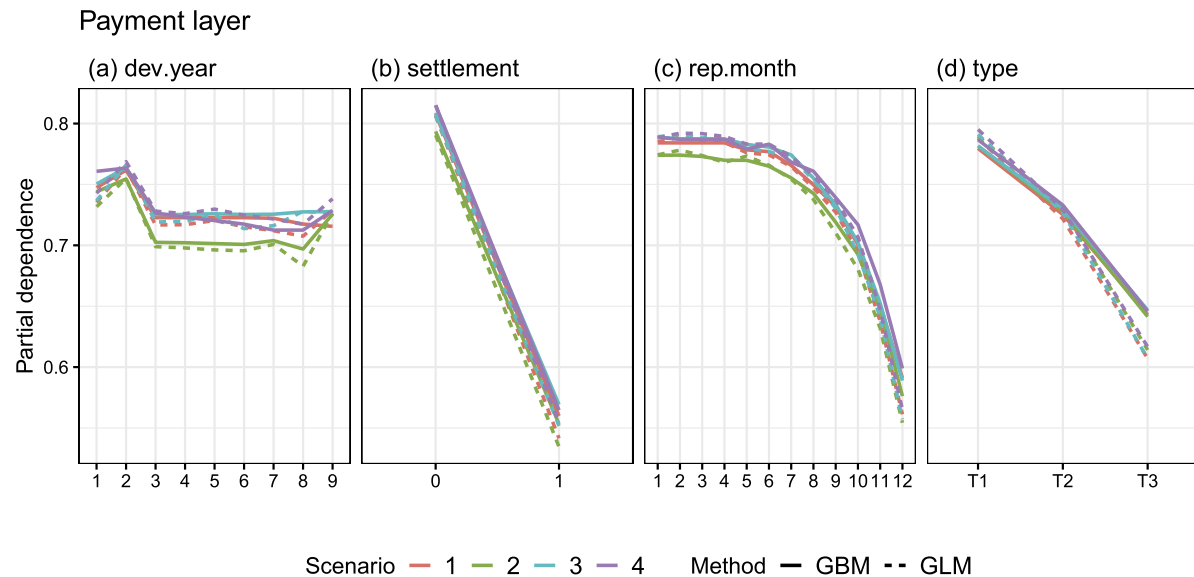 Payment layer
(a) dev.year
(b) settlement
(c) rep.month
(d) type
Partial dependence
0.8
0.7
0.6
1 2 3 4 5 6 7 8 9
0 1
1 2 3 4 5 6 7 8 9 10 11 12
T1 T2 T3
Scenario 1 2 3 4 Method GBM GLM